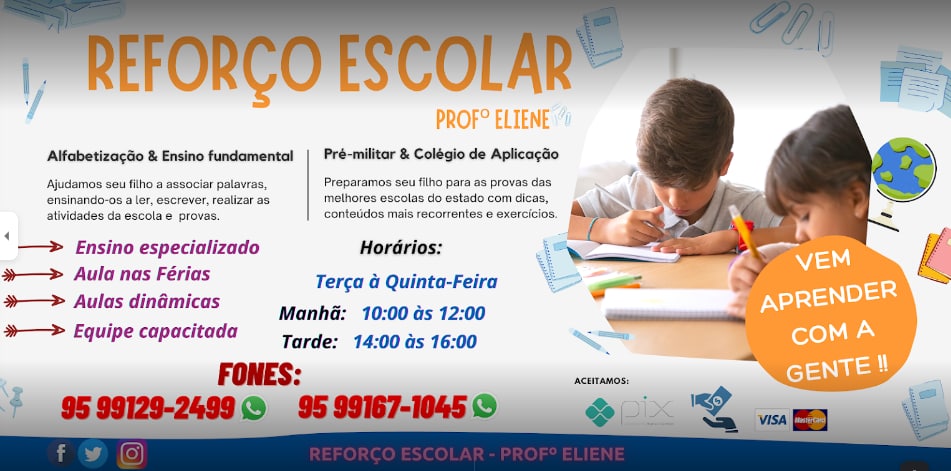 REFORÇO ESCOLAR
PROFº ELIENE
Alfabetização & Ensino fundamental
Ajudamos seu filho a associar palavras,
ensinando-os a ler, escrever, realizar as
atividades da escola e provas.
Pré-militar & Colégio de Aplicação
Preparamos seu filho para as provas das
melhores escolas do estado com dicas,
conteúdos mais recorrentes e exercícios.
Ensino especializado
Aula nas Férias
Aulas dinâmicas
Equipe capacitada
Horários:
Terça à Quinta-Feira
Manhã: 10:00 às 12:00
Tarde: 14:00 às 16:00
VEM
APRENDER
COM A
GENTE !!
FONES:
95 99129-2499
95 99167-1045
ACEITAMOS:
pix
VISA
MasterCard
REFORÇO ESCOLAR - PROFº ELIENE